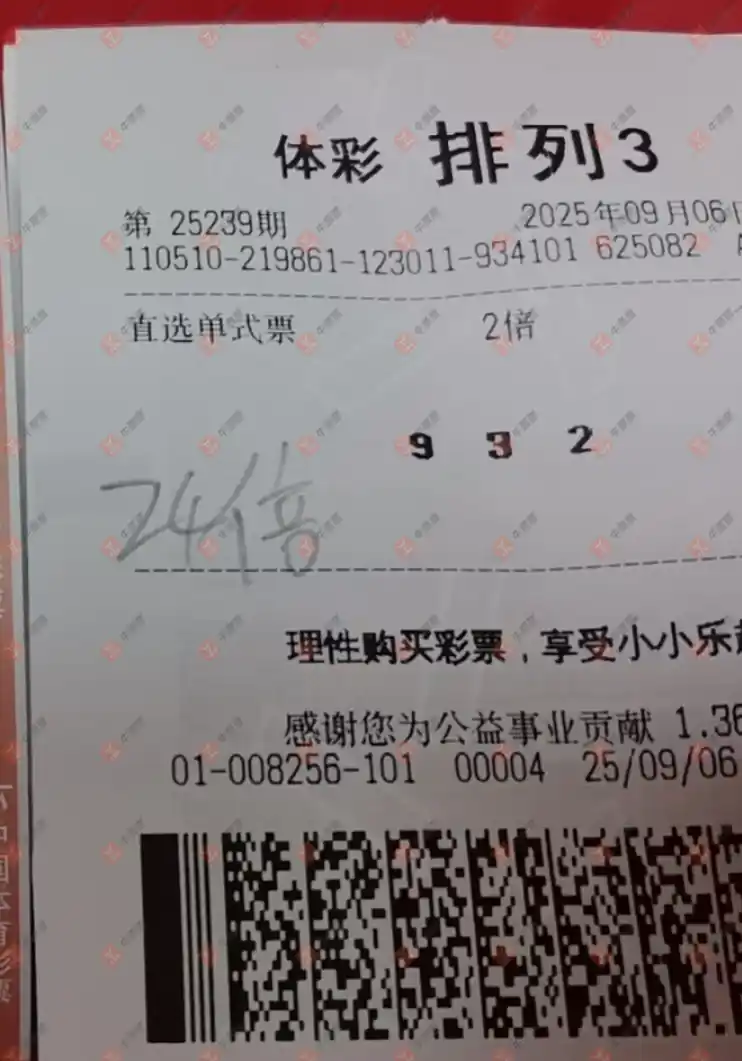 体彩 排列3
第 25239期 2025年09月06日
110510-219861-123011-934101 625082
直选单式票 2倍
9 3 2
24倍
理性购买彩票，享受小小乐
感谢您为公益事业贡献 1.36
01-008256-101 00004 25/09/06